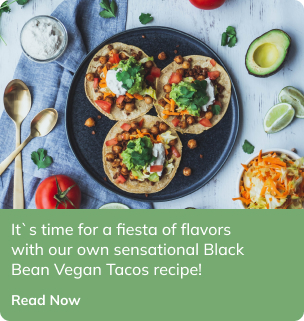 It`s time for a fiesta of flavors
with our own sensational Black
Bean Vegan Tacos recipe!
Read Now